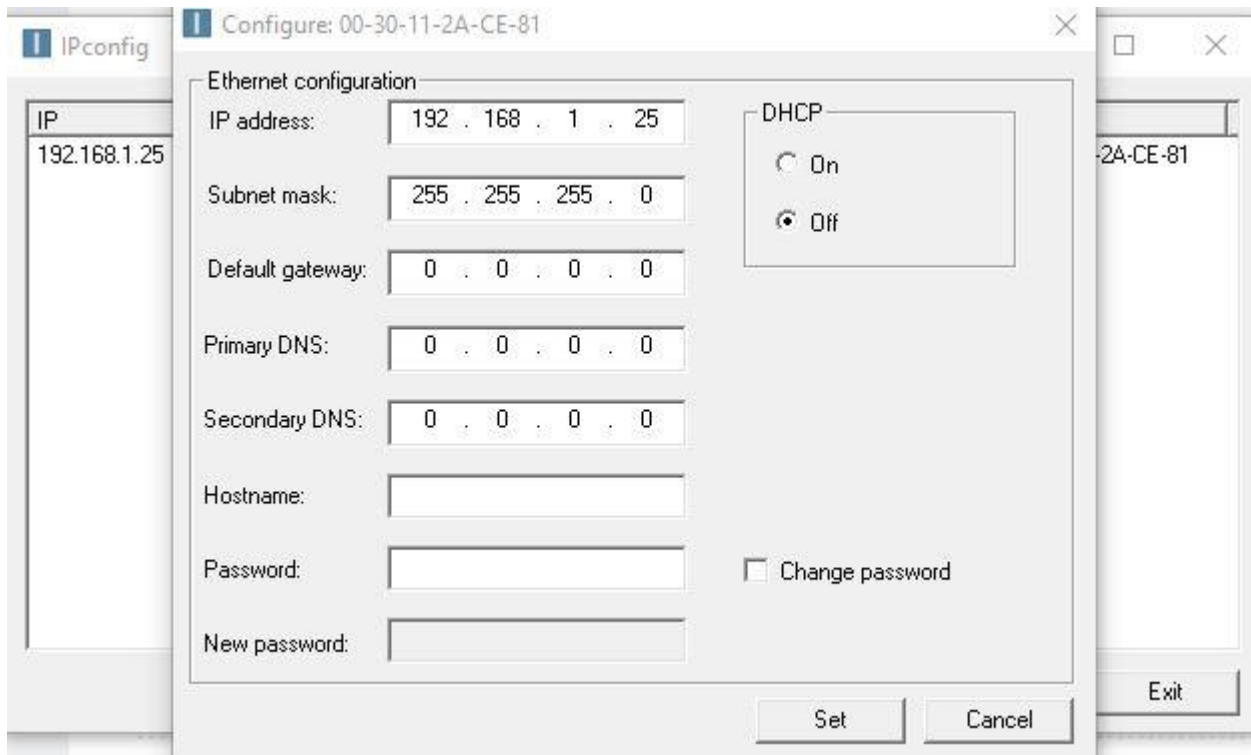 IPconfig
Configure: 00-30-11-2A-CE-81
IP
192.168.1.25
-2A-CE-81
Ethernet configuration
IP address: 192 . 168 . 1 . 25
DHCP
On
Subnet mask: 255 . 255 . 255 . 0
Off
Default gateway: 0 . 0 . 0 . 0
Primary DNS: 0 . 0 . 0 . 0
Secondary DNS: 0 . 0 . 0 . 0
Hostname:
Password:
Change password
New password:
Set
Cancel
Exit